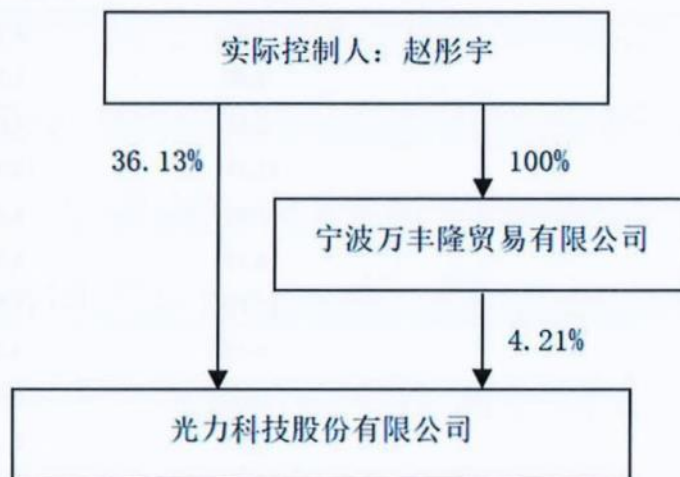 实际控制人：赵彤宇
36.13%
100%
宁波万丰隆贸易有限公司
4.21%
光力科技股份有限公司